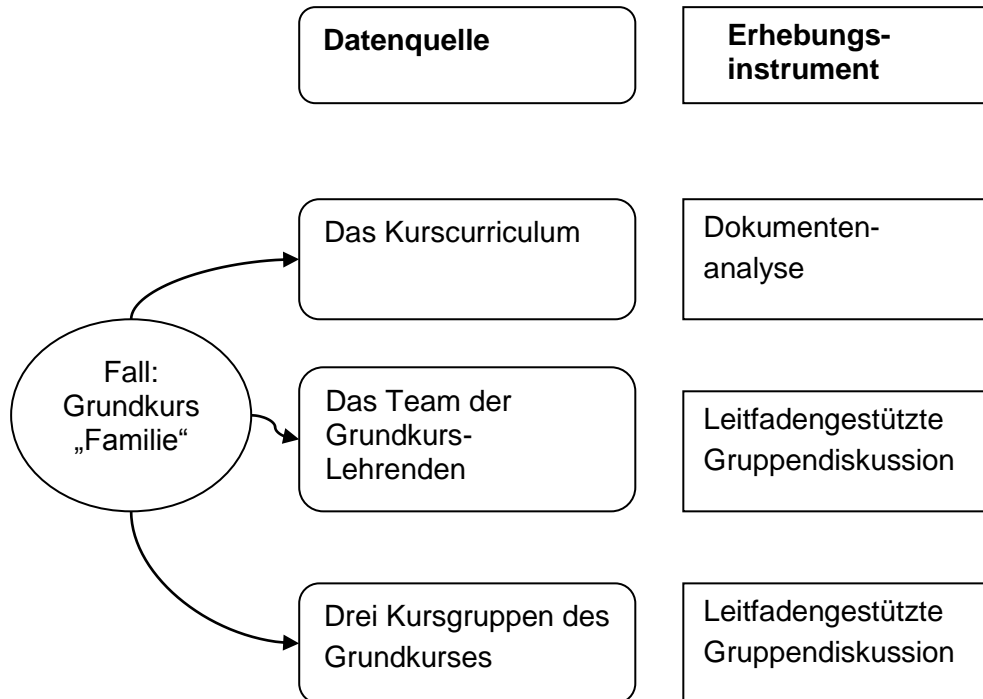 Datenquelle
Erhebungs-
instrument
Das Kurscurriculum
Dokumenten-
analyse
Fall:
Grundkurs
„Familie“
Das Team der
Grundkurs-
Lehrenden
Leitfadengestützte
Gruppendiskussion
Drei Kursgruppen des
Grundkurses
Leitfadengestützte
Gruppendiskussion